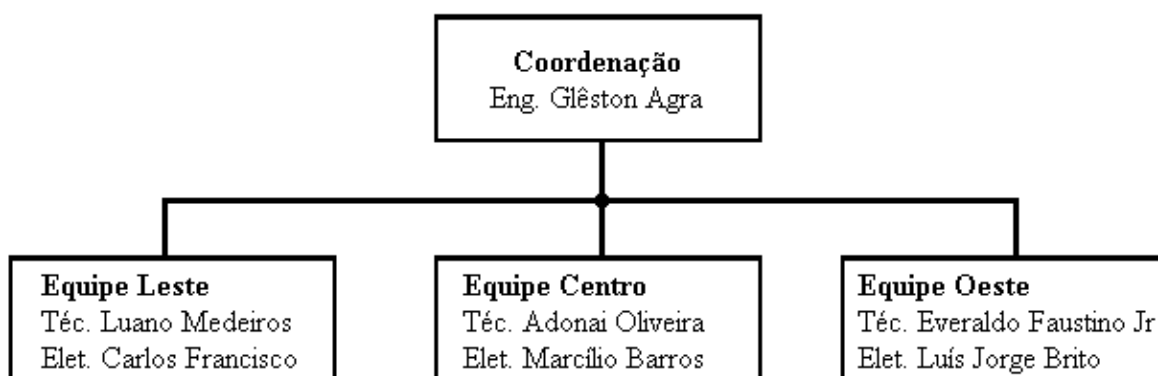 Coordenação
Eng. Glêston Agra
Equipe Leste
Téc. Luano Medeiros
Elet. Carlos Francisco
Equipe Centro
Téc. Adonai Oliveira
Elet. Marcílio Barros
Equipe Oeste
Téc. Everaldo Faustino Jr
Elet. Luís Jorge Brito